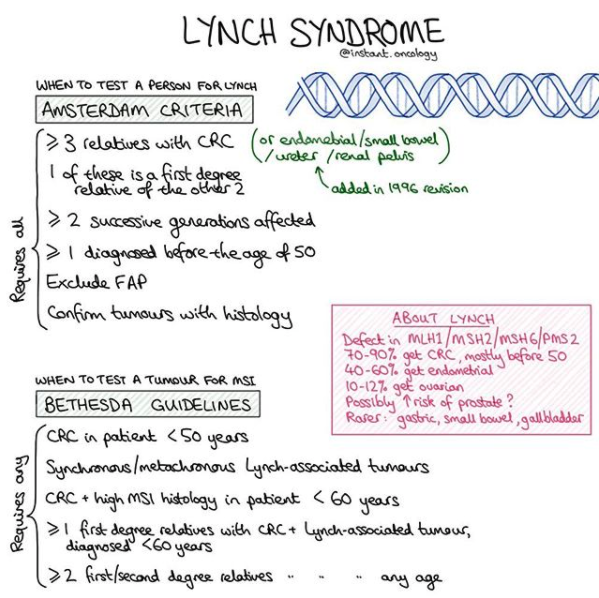 LYNCH SYNDROME
@instant.oncology
WHEN TO TEST A PERSON FOR LYNCH
AMSTERDAM CRITERIA
Requires all
≥ 3 relatives with CRC (or endometrial/small bowel
/ureter/renal pelvis)
added in 1996 revision
1 of these is a first degree
relative of the other 2
≥ 2 successive generations affected
≥ 1 diagnosed before the age of 50
Exclude FAP
Confirm tumours with histology
ABOUT LYNCH
Defect in MLH1/MSH2/MSH6/PMS2
70-90% get CRC, mostly before 50
40-60% get endometrial
10-12% get ovarian
Possibly ↑ risk of prostate?
Rarer: gastric, small bowel, gallbladder
WHEN TO TEST A TUMOUR FOR MSI
BETHESDA GUIDELINES
Requires any
CRC in patient <50 years
Synchronous/metachronous Lynch-associated tumours
CRC + high MSI histology in patient < 60 years
≥ 1 first degree relatives with CRC + Lynch-associated tumour,
diagnosed <60 years
≥ 2 first/second degree relatives " " " any age